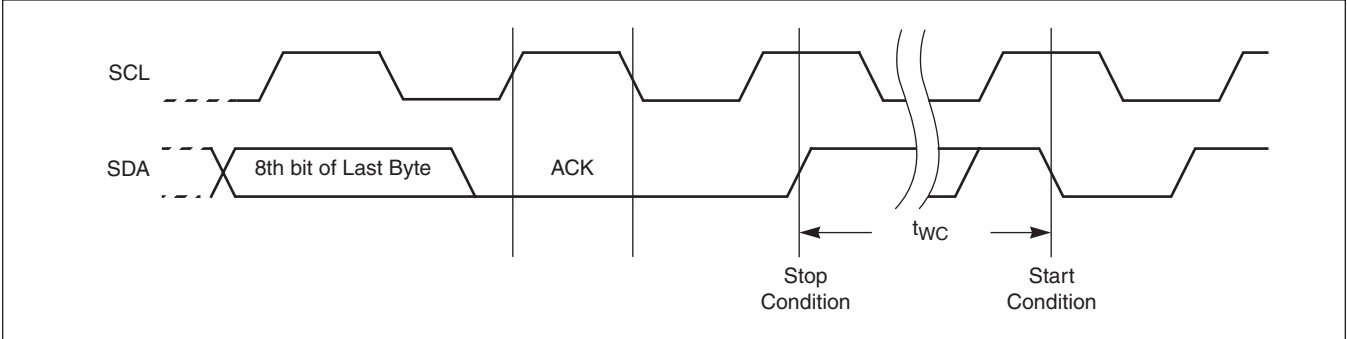 SCL
SDA
8th bit of Last Byte
ACK
tWC
Stop
Condition
Start
Condition